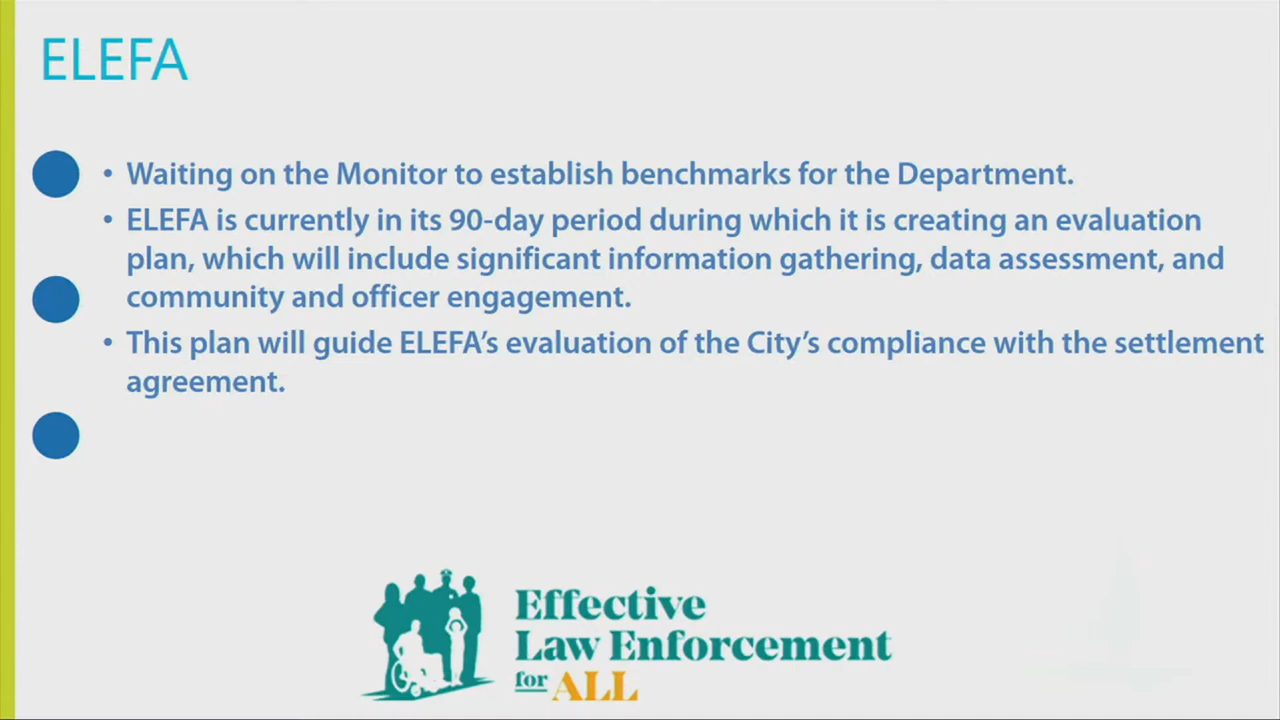 ELEFA
• Waiting on the Monitor to establish benchmarks for the Department.
• ELEFA is currently in its 90-day period during which it is creating an evaluation
plan, which will include significant information gathering, data assessment, and
community and officer engagement.
• This plan will guide ELEFA’s evaluation of the City’s compliance with the settlement
agreement.
Effective
Law Enforcement
for ALL